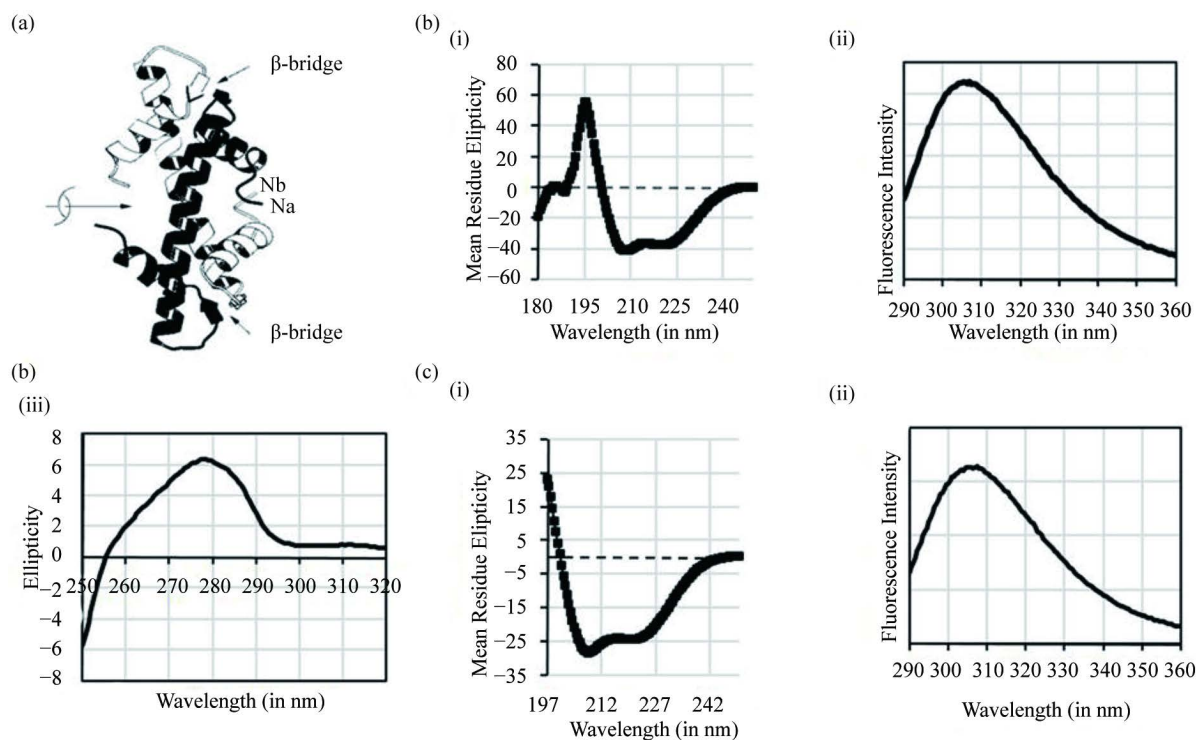 (a)
β-bridge
Nb
Na
β-bridge
(b)
(i)
Mean Residue Elipticity
80
60
40
20
0
−20
−40
−60
180 195 210 225 240
Wavelength (in nm)
(ii)
Fluorescence Intensity
290 300 310 320 330 340 350 360
Wavelength (in nm)
(b)
(iii)
Ellipticity
8
6
4
2
0
−2
−4
−6
−8
250 260 270 280 290 300 310 320
Wavelength (in nm)
(c)
(i)
Mean Residue Elipticity
35
25
15
5
−5
−15
−25
−35
197 212 227 242
Wavelength (in nm)
(ii)
Fluorescence Intensity
290 300 310 320 330 340 350 360
Wavelength (in nm)